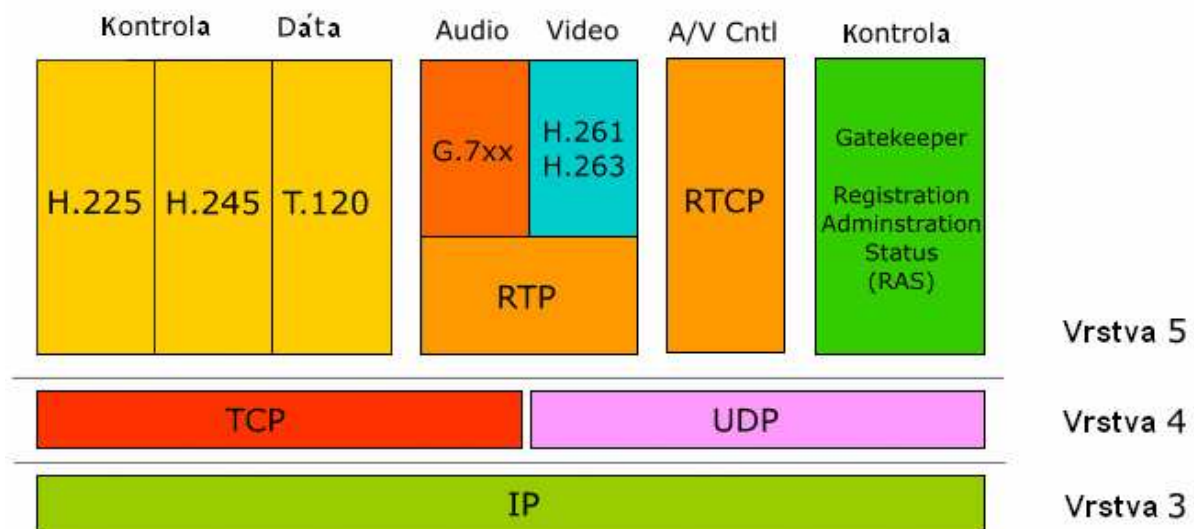 Kontrola
Dáta
Audio
Video
A/V Cntl
Kontrola
H.225
H.245
T.120
G.7xx
H.261
H.263
RTP
RTCP
Gatekeeper
Registration
Adminstration
Status
(RAS)
Vrstva 5
TCP
UDP
Vrstva 4
IP
Vrstva 3